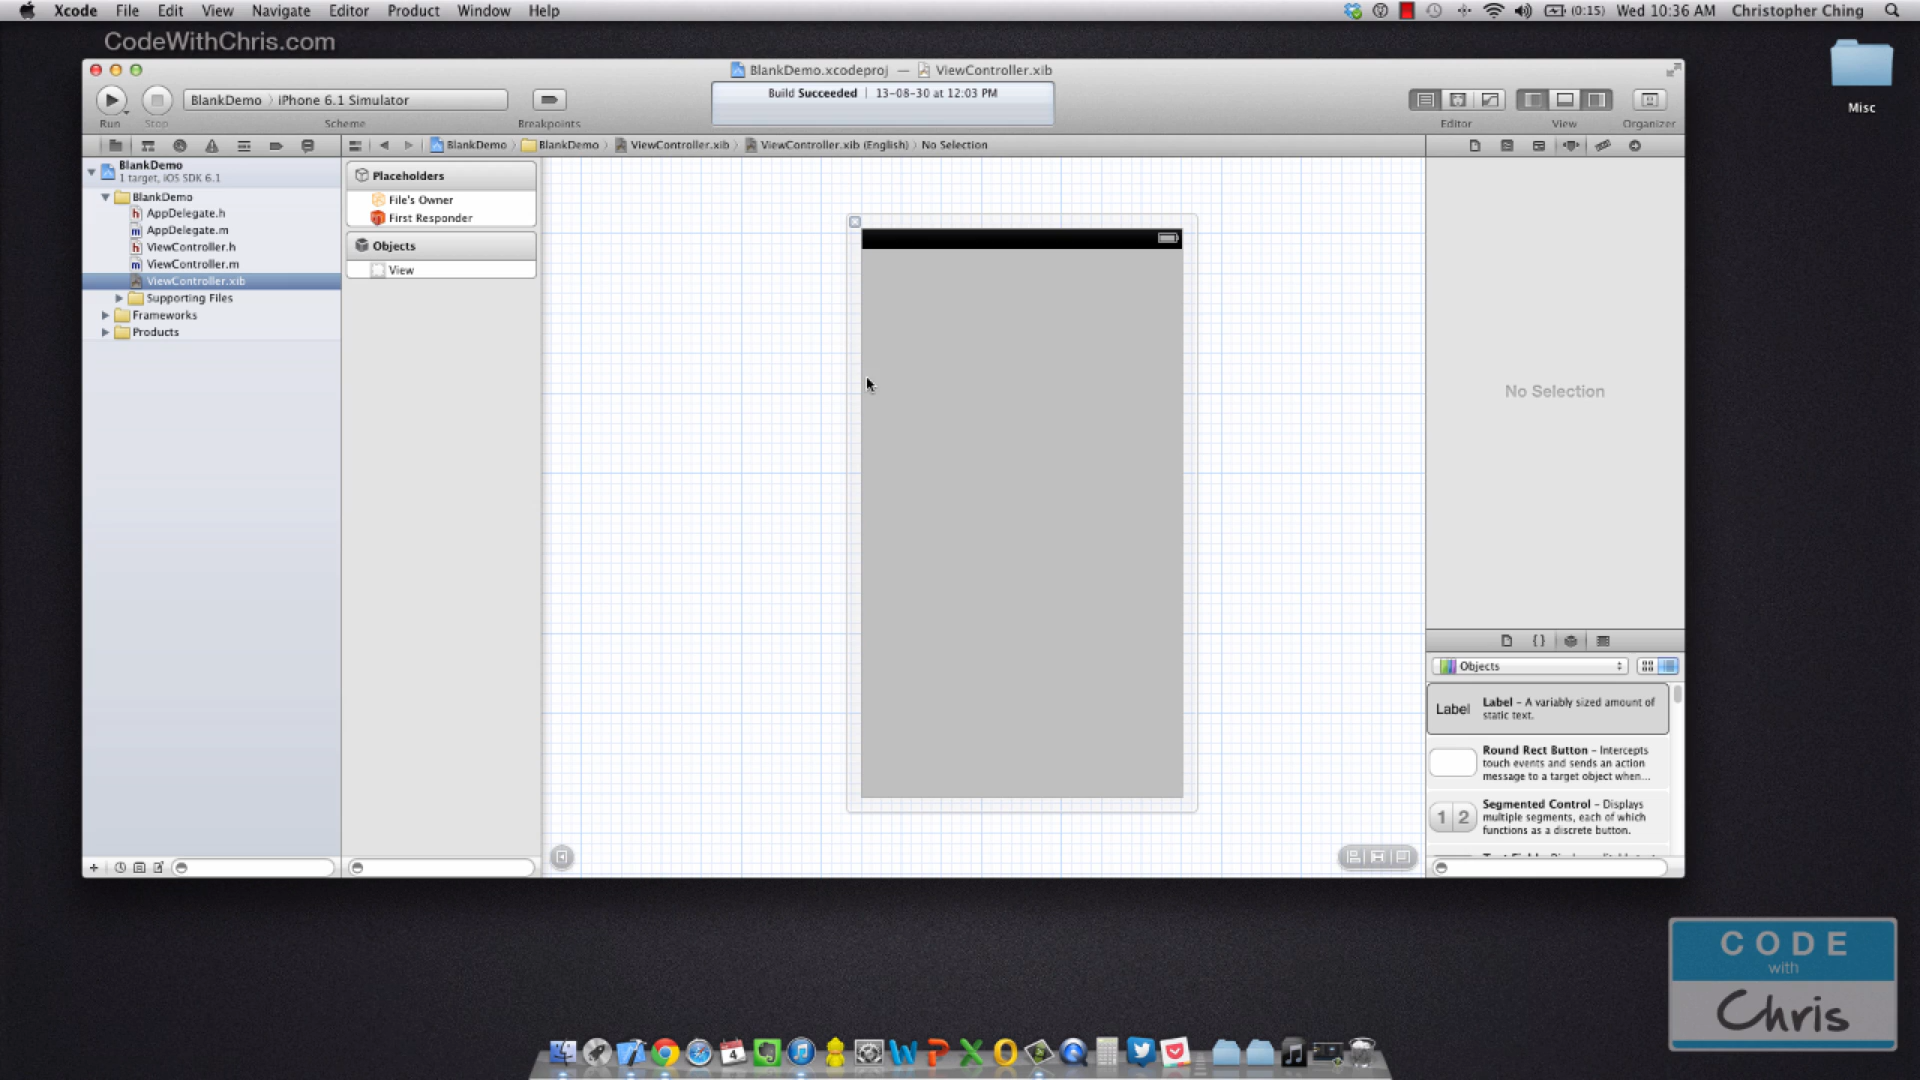 Xcode File Edit View Navigate Editor Product Window Help
(0:15) Wed 10:36 AM Christopher Ching
CodeWithChris.com
Misc
BlankDemo.xcodeproj — ViewController.xib
BlankDemo iPhone 6.1 Simulator
Build Succeeded | 13-08-30 at 12:03 PM
Run Stop Scheme Breakpoints Editor View Organizer
BlankDemo BlankDemo ViewController.xib ViewController.xib (English) No Selection
BlankDemo
1 target, iOS SDK 6.1
BlankDemo
AppDelegate.h
AppDelegate.m
ViewController.h
ViewController.m
ViewController.xib
Supporting Files
Frameworks
Products
Placeholders
File's Owner
First Responder
Objects
View
No Selection
{}
Objects
Label
Label – A variably sized amount of
static text.
Round Rect Button – Intercepts
touch events and sends an action
message to a target object when...
1 2
Segmented Control – Displays
multiple segments, each of which
functions as a discrete button.
CODE
with
Chris
4